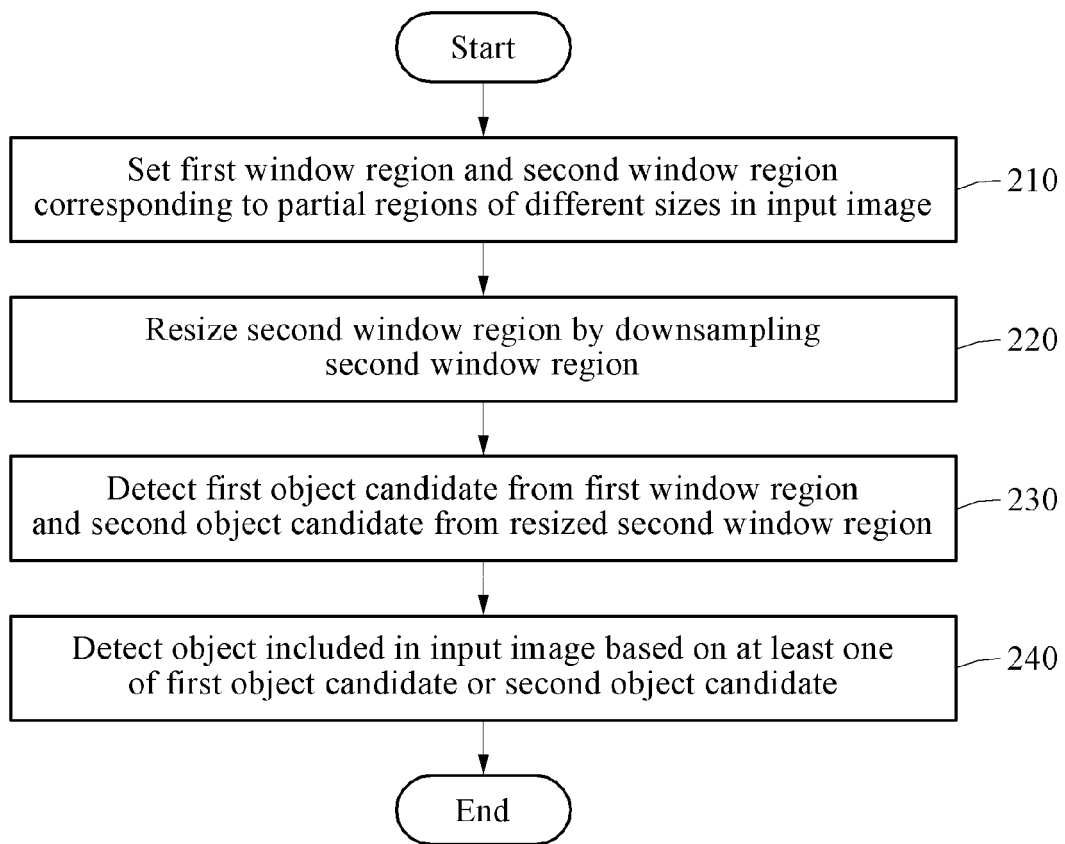 Start
Set first window region and second window region
corresponding to partial regions of different sizes in input image
210
Resize second window region by downsampling
second window region
220
Detect first object candidate from first window region
and second object candidate from resized second window region
230
Detect object included in input image based on at least one
of first object candidate or second object candidate
240
End